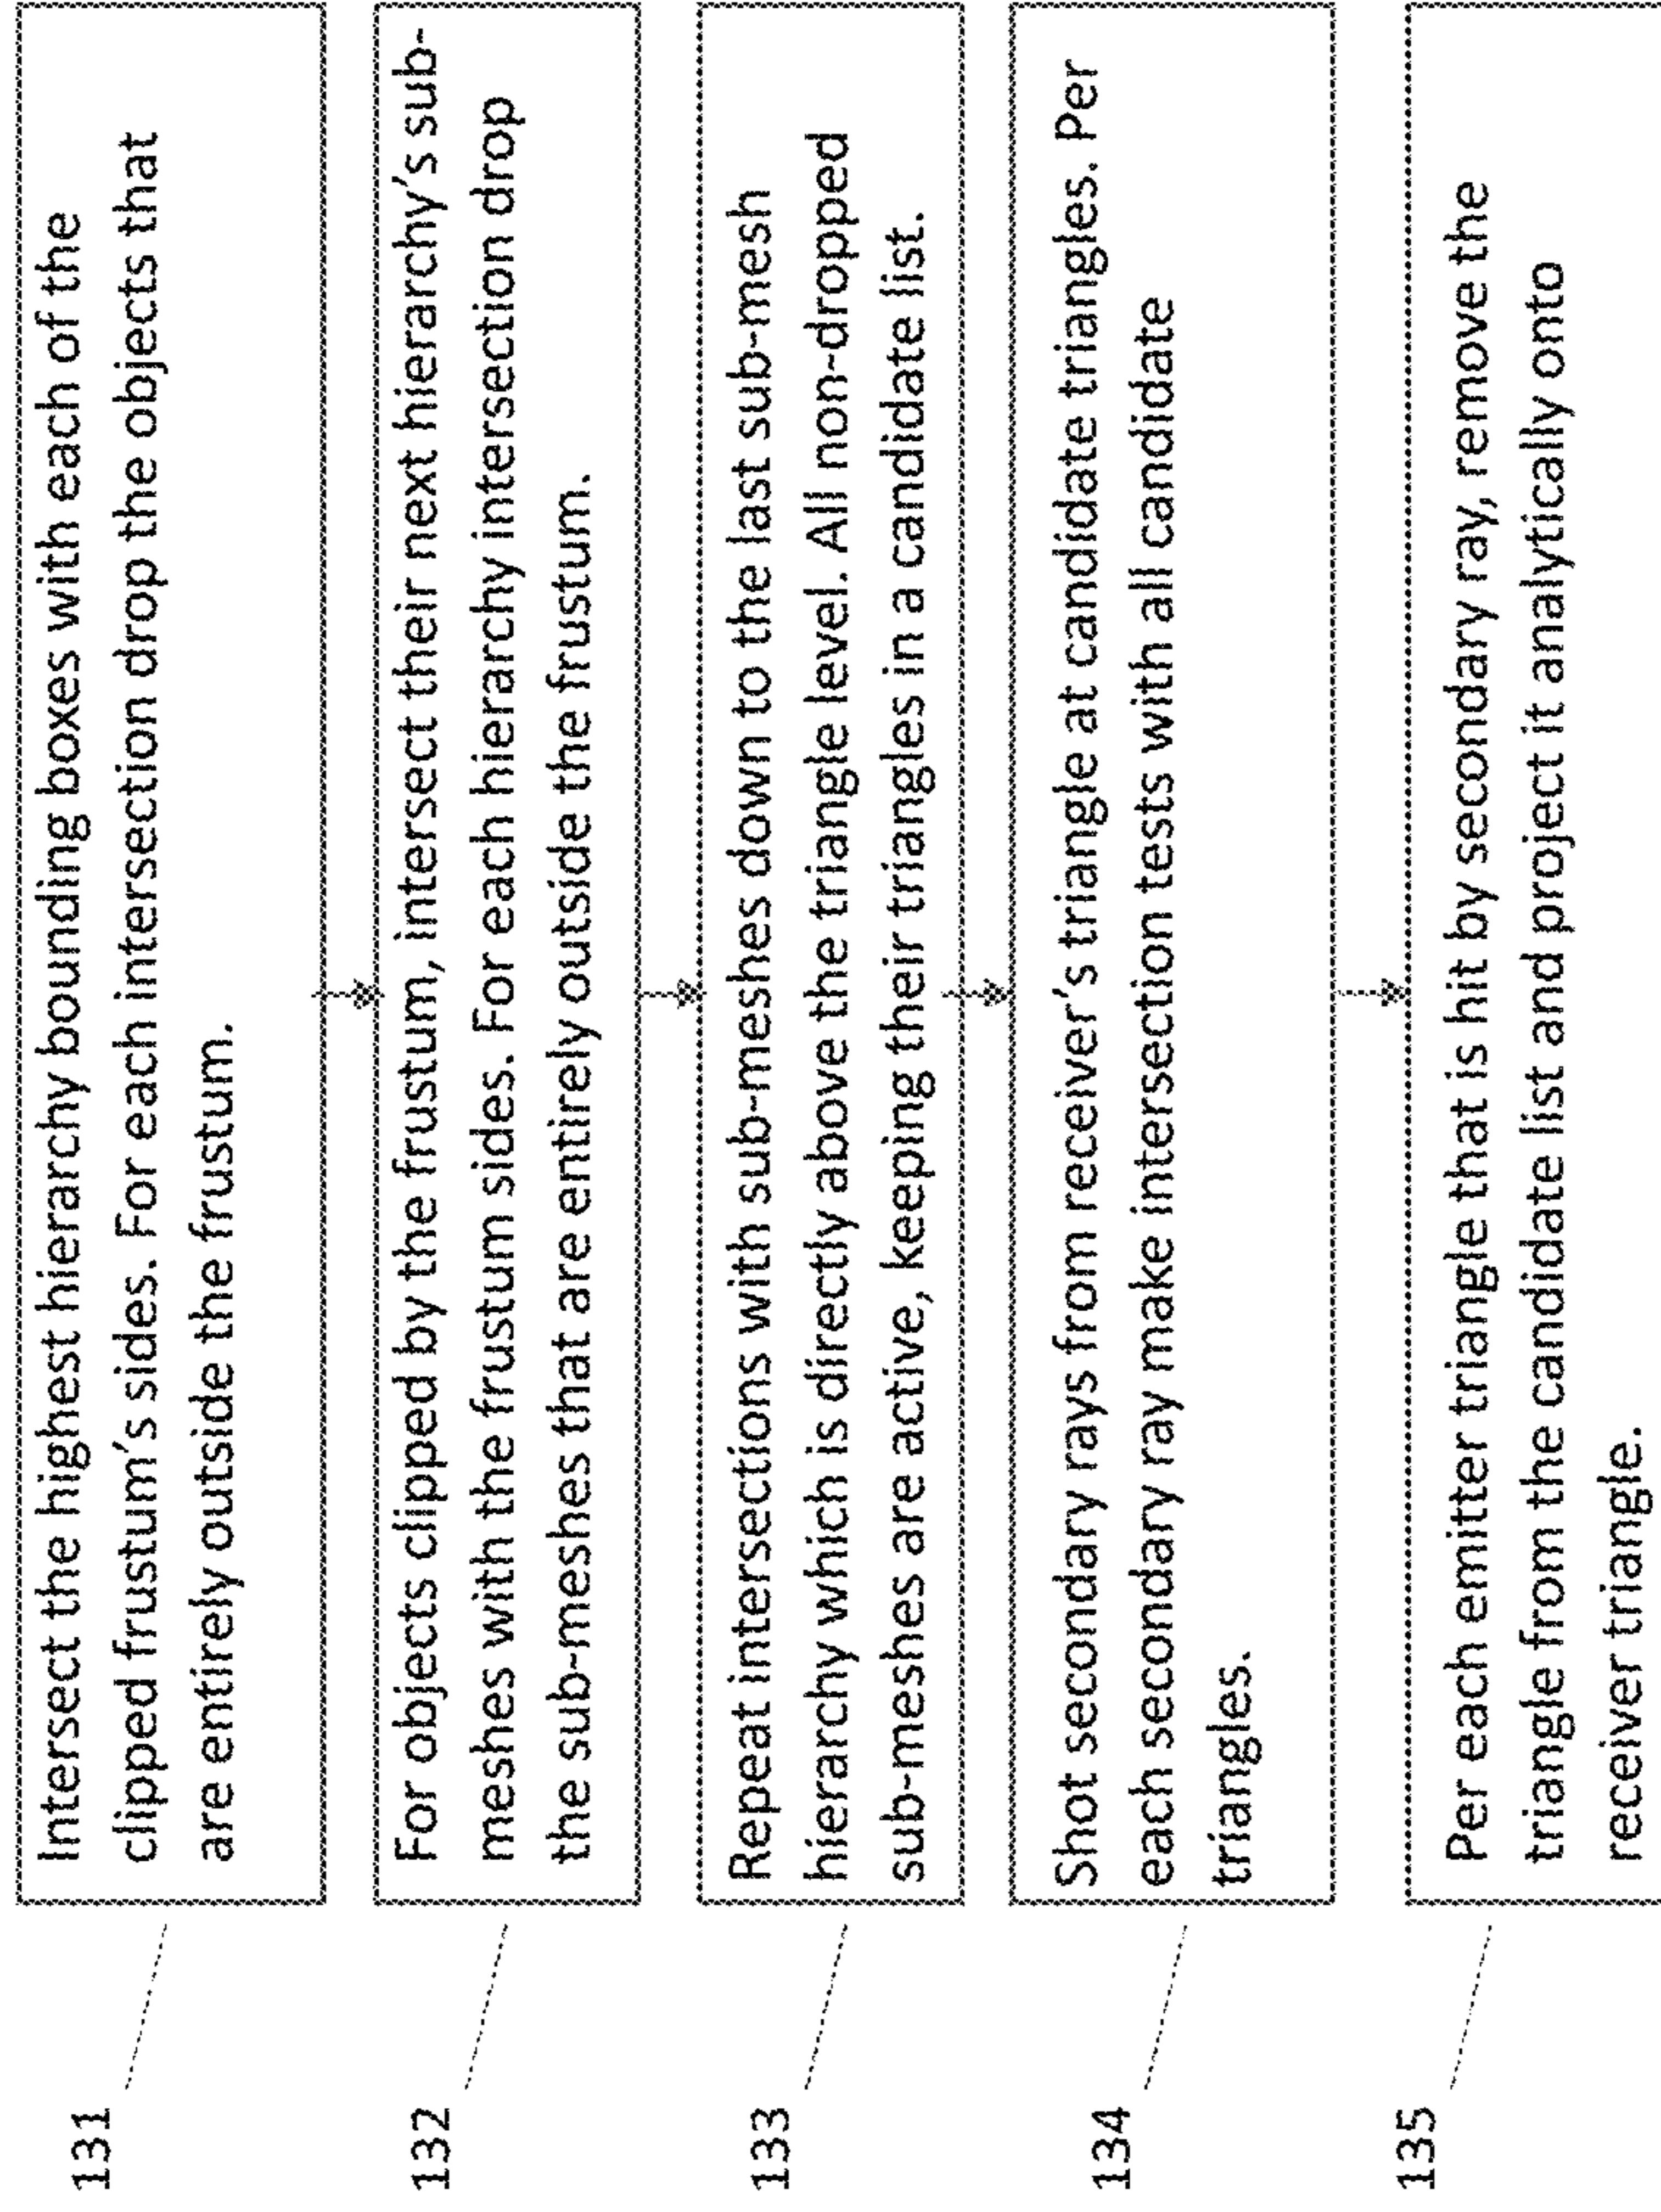 131
Intersect the highest hierarchy bounding boxes with each of the
clipped frustum's sides. For each intersection drop the objects that
are entirely outside the frustum.
132
For objects clipped by the frustum, intersect their next hierarchy's sub-
meshes with the frustum sides. For each hierarchy intersection drop
the sub-meshes that are entirely outside the frustum.
133
Repeat intersections with sub-meshes down to the last sub-mesh
hierarchy which is directly above the triangle level. All non-dropped
sub-meshes are active, keeping their triangles in a candidate list.
134
Shot secondary rays from receiver's triangle at candidate triangles. Per
each secondary ray make intersection tests with all candidate
triangles.
135
Per each emitter triangle that is hit by secondary ray, remove the
triangle from the candidate list and project it analytically onto
receiver triangle.